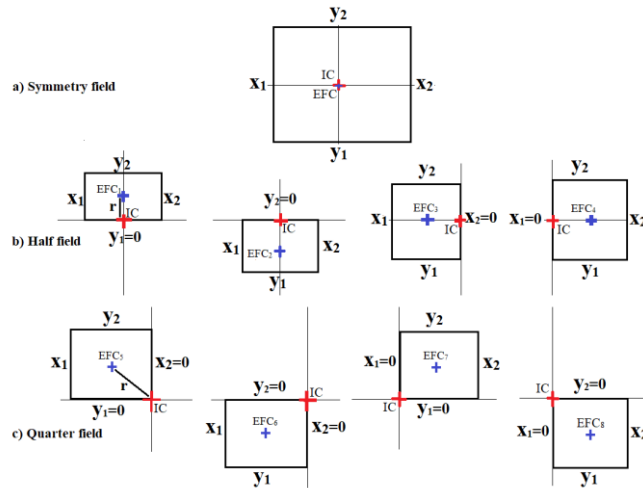 y2
IC
x1 x2
a) Symmetry field
EFC
y1
y2 y2 y2
EFC1 y2=0
x1 r x2 IC EFC3 EFC4
IC x1 x2=0 x1=0 x2
y1=0 x1 EFC2 x2 IC IC
b) Half field
y1 y1 y1
y2 y2
EFC5 x1=0 EFC7
x1 x2=0 IC x2 IC
r y2=0 y2=0
y1=0 IC IC y1=0
x1 EFC6 x2=0 x1=0 EFC8 x2
c) Quarter field
y1 y1